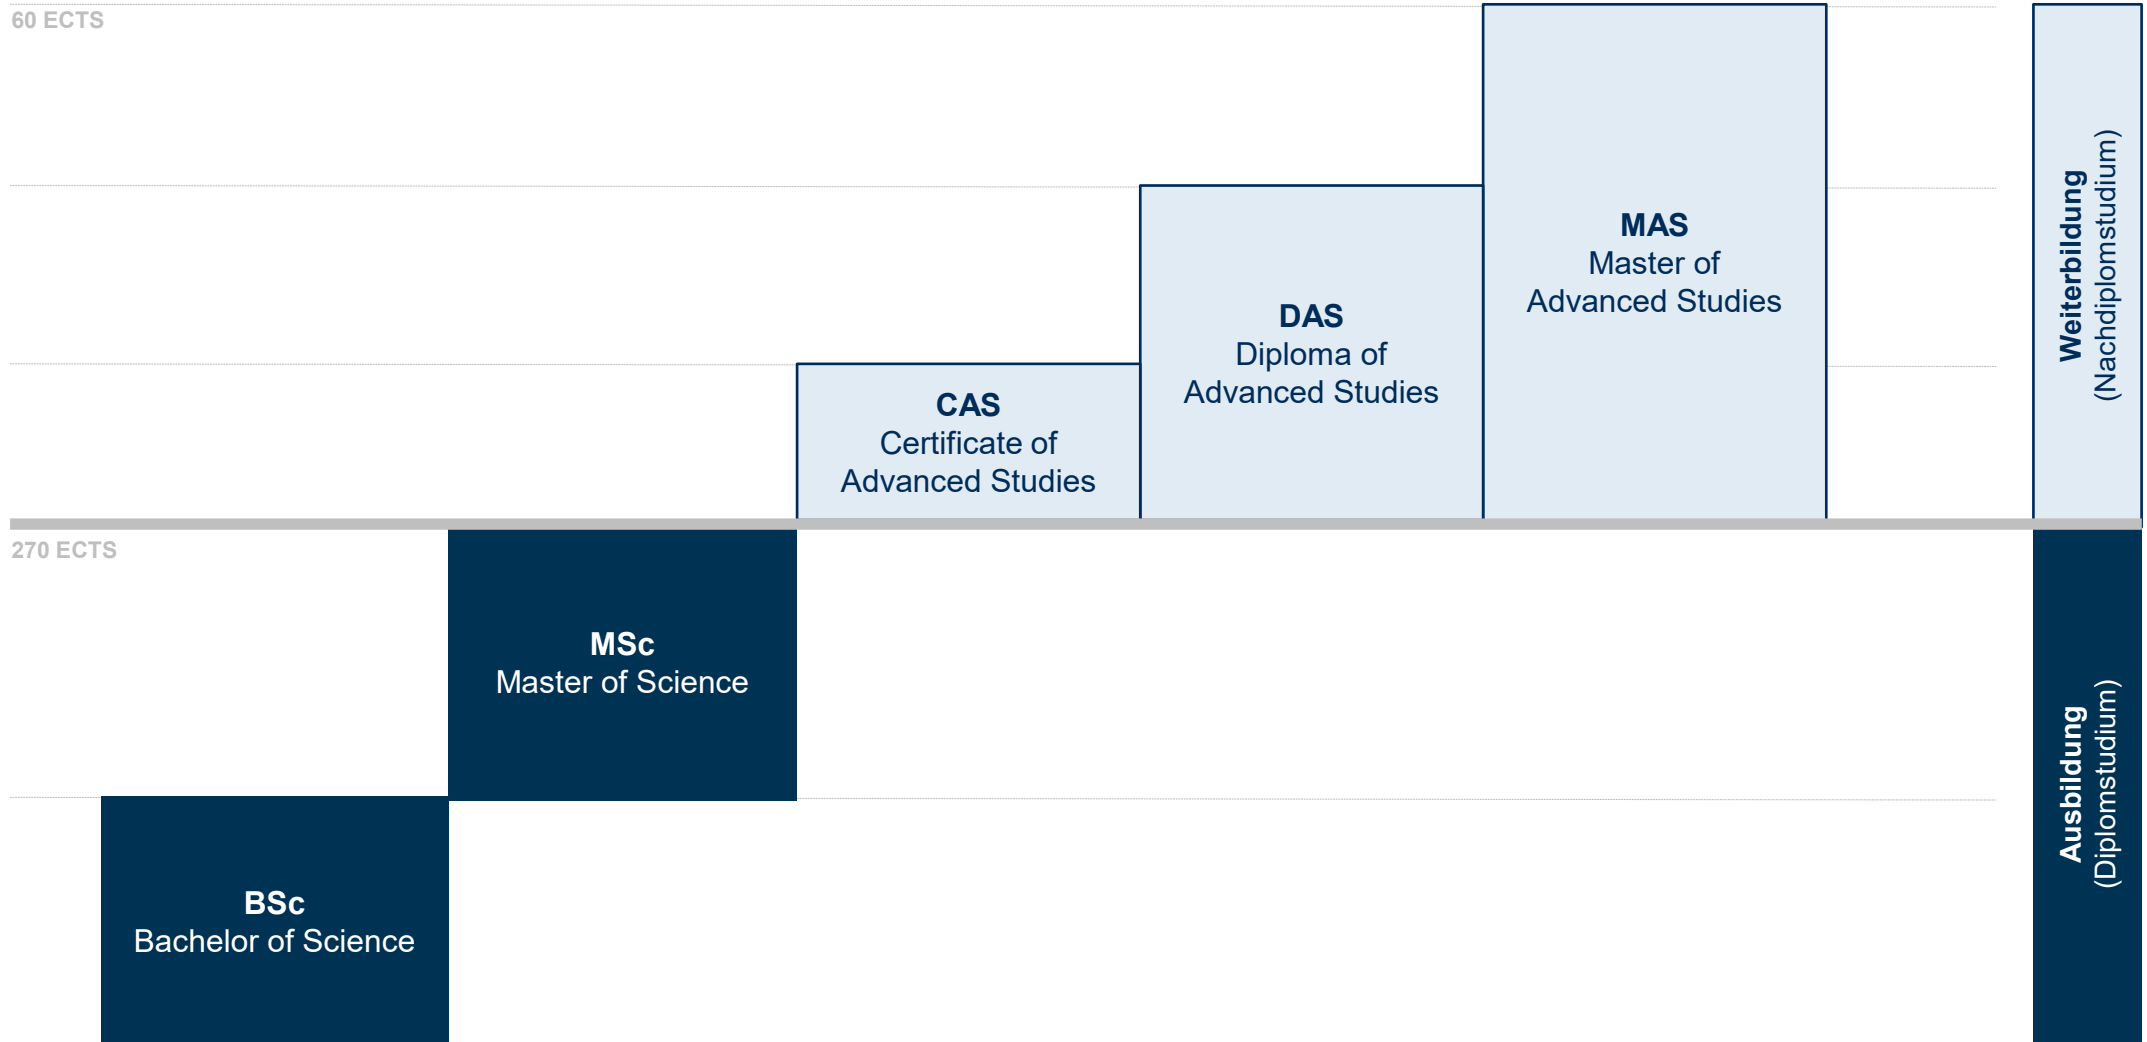 60 ECTS
MAS
Master of
Advanced Studies
DAS
Diploma of
Advanced Studies
CAS
Certificate of
Advanced Studies
Weiterbildung
(Nachdiplomstudium)
270 ECTS
MSc
Master of Science
BSc
Bachelor of Science
Ausbildung
(Diplomstudium)